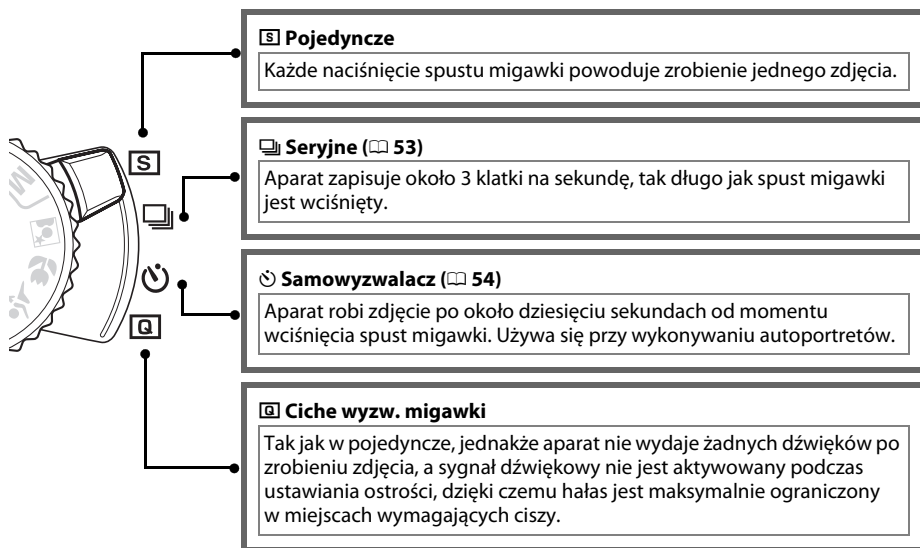 S Pojedyncze
Każde naciśnięcie spustu migawki powoduje zrobienie jednego zdjęcia.
Seryjne (53)
Aparat zapisuje około 3 klatki na sekundę, tak długo jak spust migawki
jest wciśnięty.
Samowyzwalacz (54)
Aparat robi zdjęcie po około dziesięciu sekundach od momentu
wciśnięcia spust migawki. Używa się przy wykonywaniu autoportretów.
Q Ciche wyzw. migawki
Tak jak w pojedyncze, jednakże aparat nie wydaje żadnych dźwięków po
zrobieniu zdjęcia, a sygnał dźwiękowy nie jest aktywowany podczas
ustawiania ostrości, dzięki czemu hałas jest maksymalnie ograniczony
w miejscach wymagających ciszy.
S
Q
M